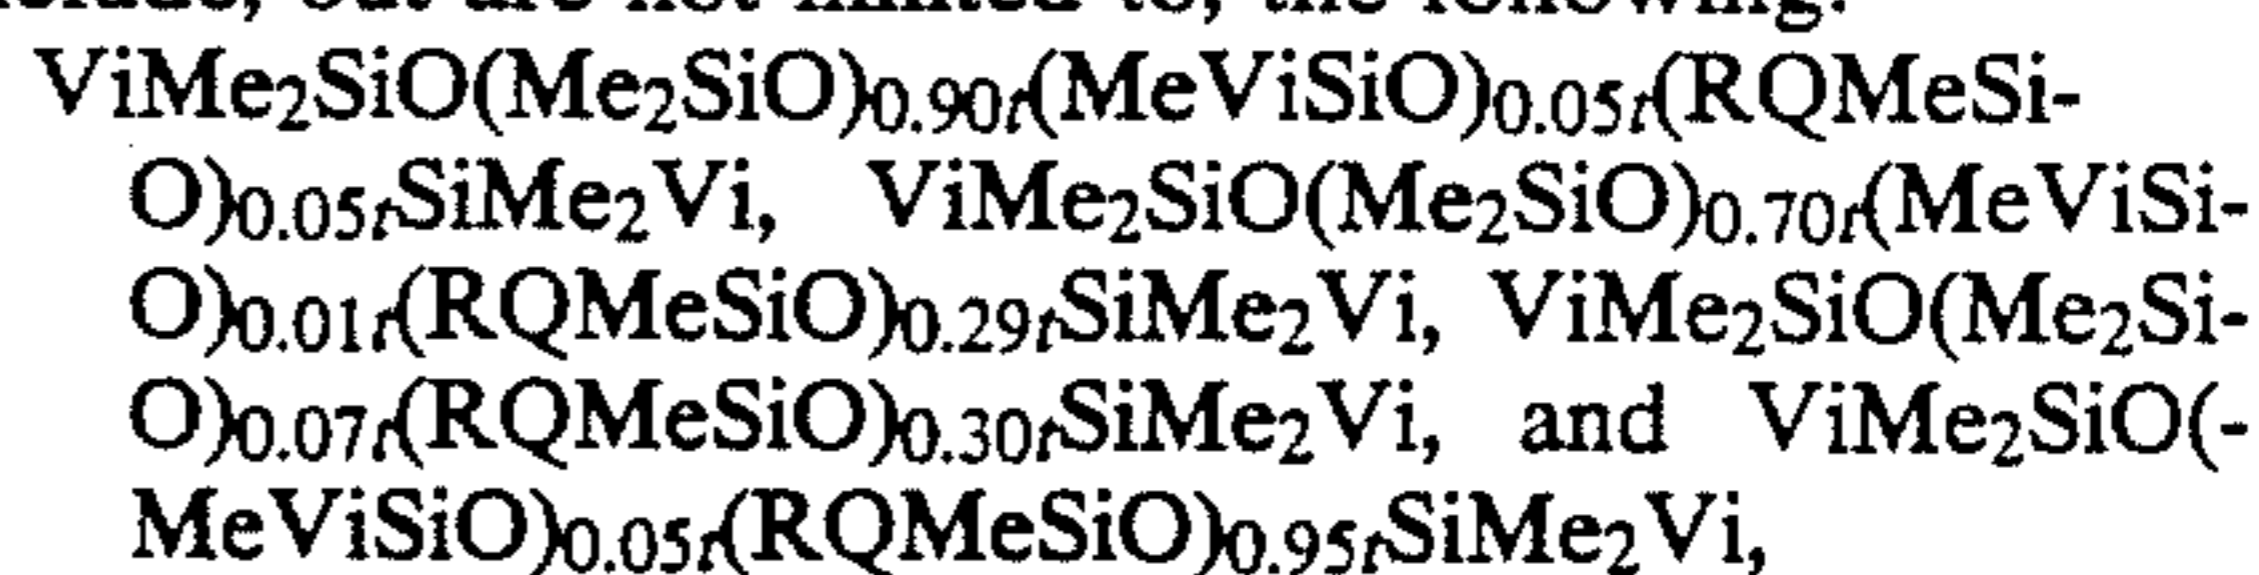 include, but are not limited to, the following:
ViMe2SiO(Me2SiO)0.90t(MeViSiO)0.05t(RQMeSi-
O)0.05tSiMe2Vi, ViMe2SiO(Me2SiO)0.70t(MeViSi-
O)0.01t(RQMeSiO)0.29tSiMe2Vi, ViMe2SiO(Me2Si-
O)0.07t(RQMeSiO)0.30tSiMe2Vi, and ViMe2SiO(-
MeViSiO)0.05t(RQMeSiO)0.95tSiMe2Vi,